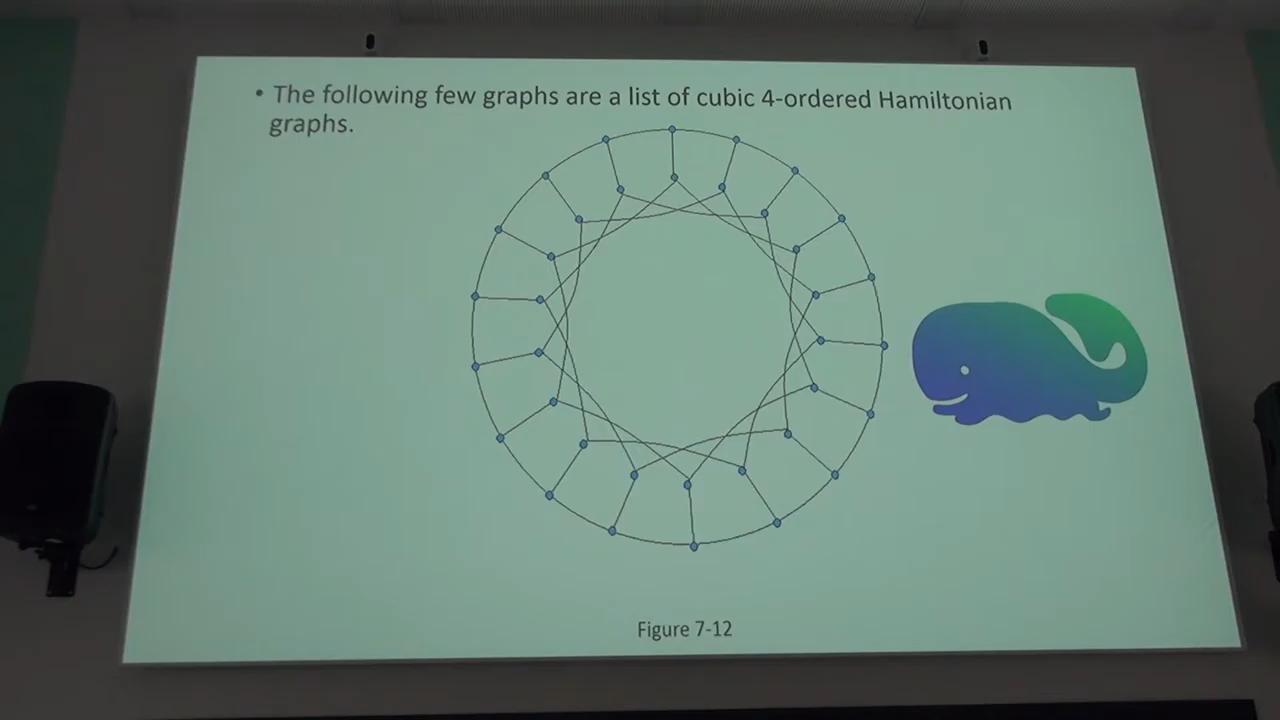 • The following few graphs are a list of cubic 4-ordered Hamiltonian
graphs.
Figure 7-12